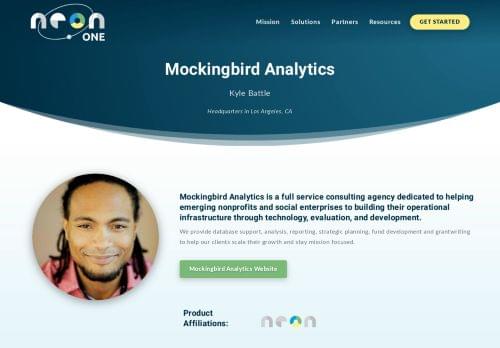 neon ONE
Mission Solutions Partners Resources GET STARTED
Mockingbird Analytics
Kyle Battle
Headquarters in Los Angeles, CA
Mockingbird Analytics is a full service consulting agency dedicated to helping
emerging nonprofits and social enterprises to building their operational
infrastructure through technology, evaluation, and development.
We provide database support, analysis, reporting, strategic planning, fund development and grantwriting
to help our clients scale their growth and stay mission focused.
Mockingbird Analytics Website
Product
Affiliations:
neon